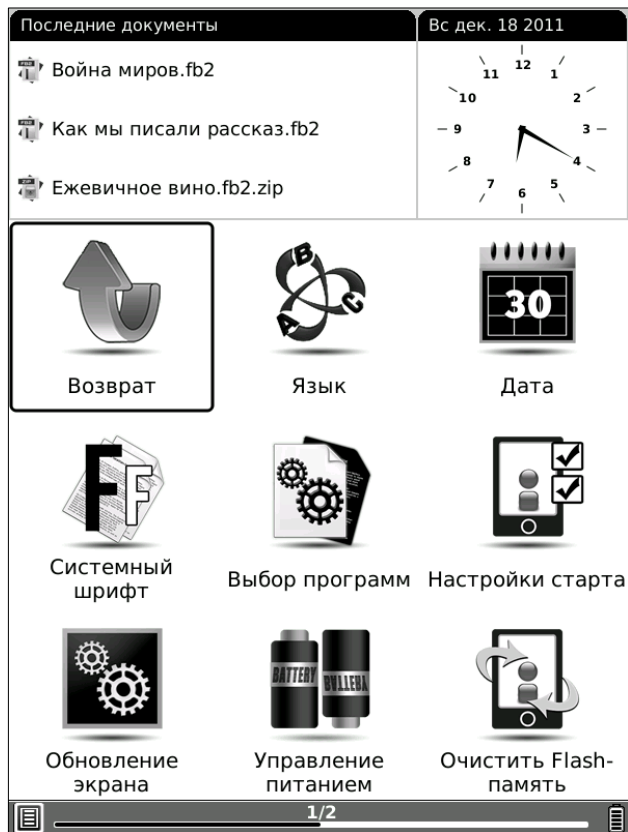 Последние документы
Вс дек. 18 2011
Война миров.fb2
Как мы писали рассказ.fb2
Ежевичное вино.fb2.zip
12
1
2
3
4
5
6
7
8
9
10
11
B
A
C
30
Возврат
Язык
Дата
F
F
Системный
шрифт
Выбор программ
Настройки старта
BATTERY
BATTERY
Обновление
экрана
Управление
питанием
Очистить Flash-
память
1/2